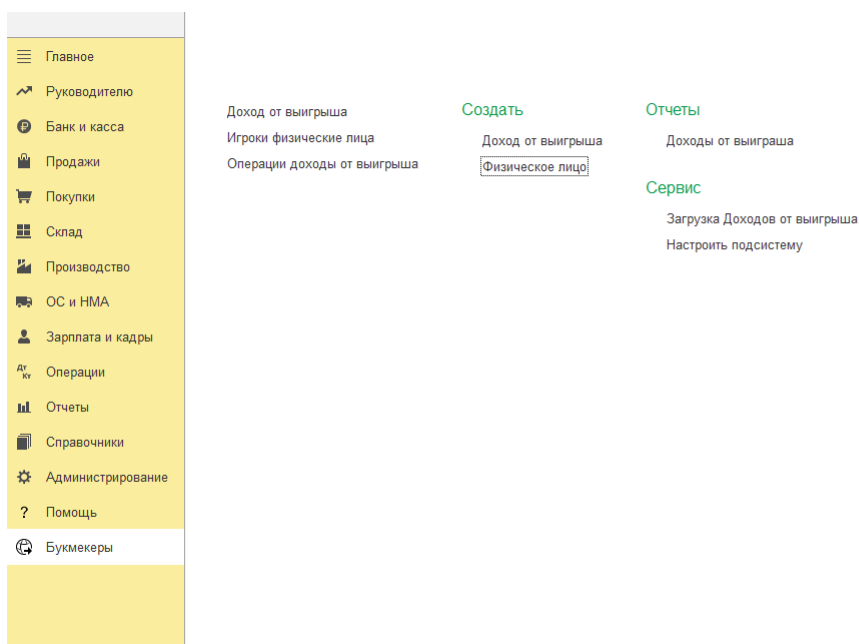 Главное
Руководителю
Банк и касса
Продажи
Покупки
Склад
Производство
ОС и НМА
Зарплата и кадры
Дт Кт Операции
Отчеты
Справочники
Администрирование
? Помощь
Букмекеры
Доход от выигрыша
Игроки физические лица
Операции доходы от выигрыша
Создать
Доход от выигрыша
Физическое лицо
Отчеты
Доходы от выиграша
Сервис
Загрузка Доходов от выигрыша
Настроить подсистему